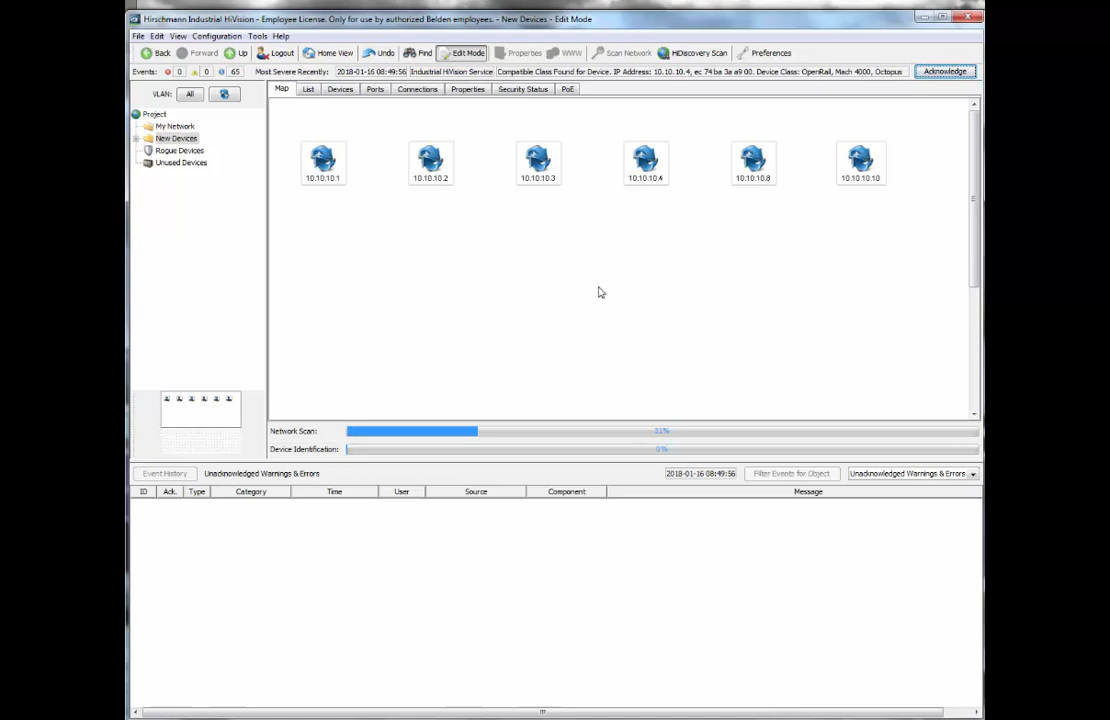 Hirschmann Industrial HiVision - Employee License. Only for use by authorized Belden employees. - New Devices - Edit Mode
File Edit View Configuration Tools Help
Back Forward Up Logout Home View Undo Find Edit Mode Properties WWW Scan Network HiDiscovery Scan Preferences
Events: 0 0 65 Most Severe Recently: 2018-01-16 08:49:56 Industrial HiVision Service Compatible Class Found for Device. IP Address: 10.10.10.4, ec 74 ba 3a a9 00. Device Class: OpenRail, Mach 4000, Octopus Acknowledge
VLAN: All
Map List Devices Ports Connections Properties Security Status PoE
Project
My Network
New Devices
Rogue Devices
Unused Devices
10.10.10.1 10.10.10.2 10.10.10.3 10.10.10.4 10.10.10.8 10.10.10.10
Network Scan: 21%
Device Identification: 0%
Event History Unacknowledged Warnings & Errors 2018-01-16 08:49:56 Filter Events for Object Unacknowledged Warnings & Errors
ID Ack. Type Category Time User Source Component Message